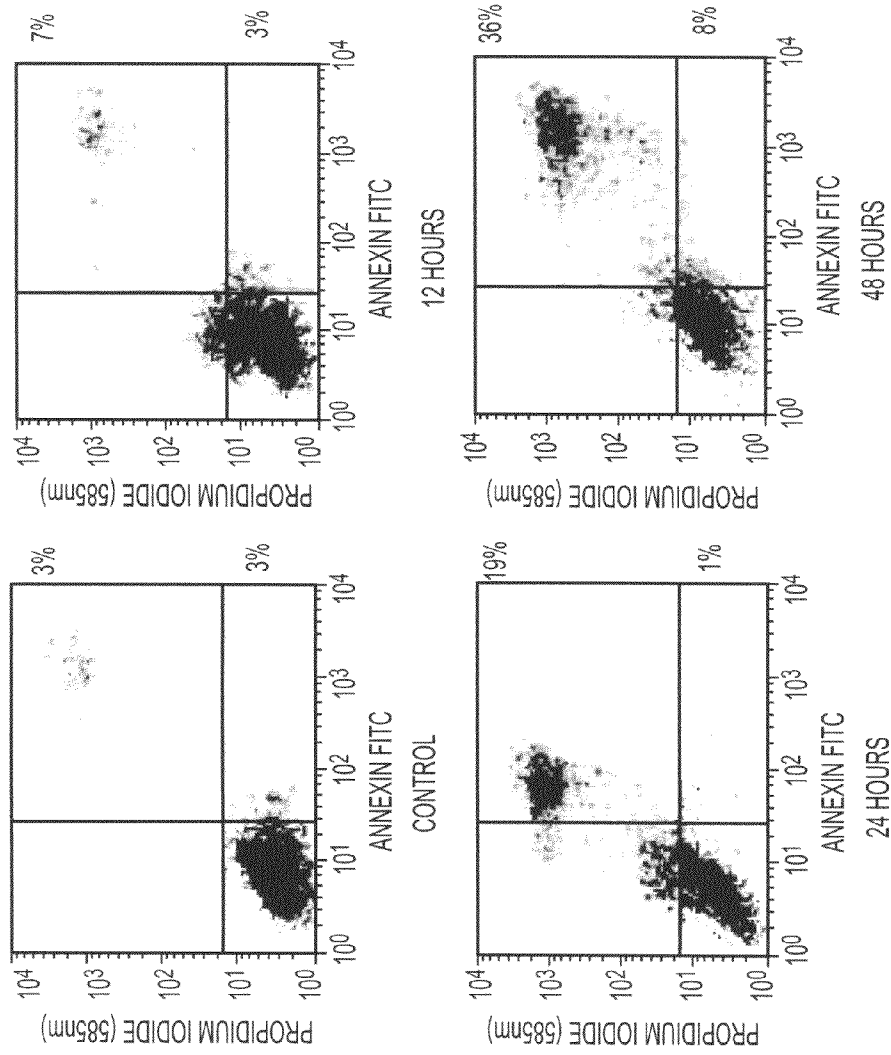 PROPIDIUM IODIDE (585nm)
10⁴
10³
10¹
10⁰
3%
3%
10⁰ 10¹ 10² 10³ 10⁴
ANNEXIN FITC
CONTROL
PROPIDIUM IODIDE (585nm)
10⁴
10³
10¹
10⁰
7%
3%
10⁰ 10¹ 10² 10³ 10⁴
ANNEXIN FITC
12 HOURS
PROPIDIUM IODIDE (585nm)
10⁴
10³
10²
10¹
10⁰
19%
1%
10⁰ 10¹ 10² 10³ 10⁴
ANNEXIN FITC
24 HOURS
PROPIDIUM IODIDE (585nm)
10⁴
10³
10²
10¹
10⁰
36%
8%
10⁰ 10¹ 10² 10³ 10⁴
ANNEXIN FITC
48 HOURS